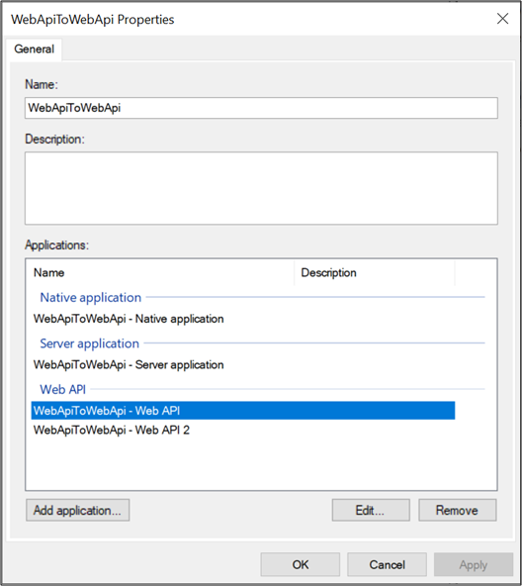 WebApiToWebApi Properties
General
Name:
WebApiToWebApi
Description:
Applications:
Name Description
Native application
WebApiToWebApi - Native application
Server application
WebApiToWebApi - Server application
Web API
WebApiToWebApi - Web API
WebApiToWebApi - Web API 2
Add application... Edit... Remove
OK Cancel Apply